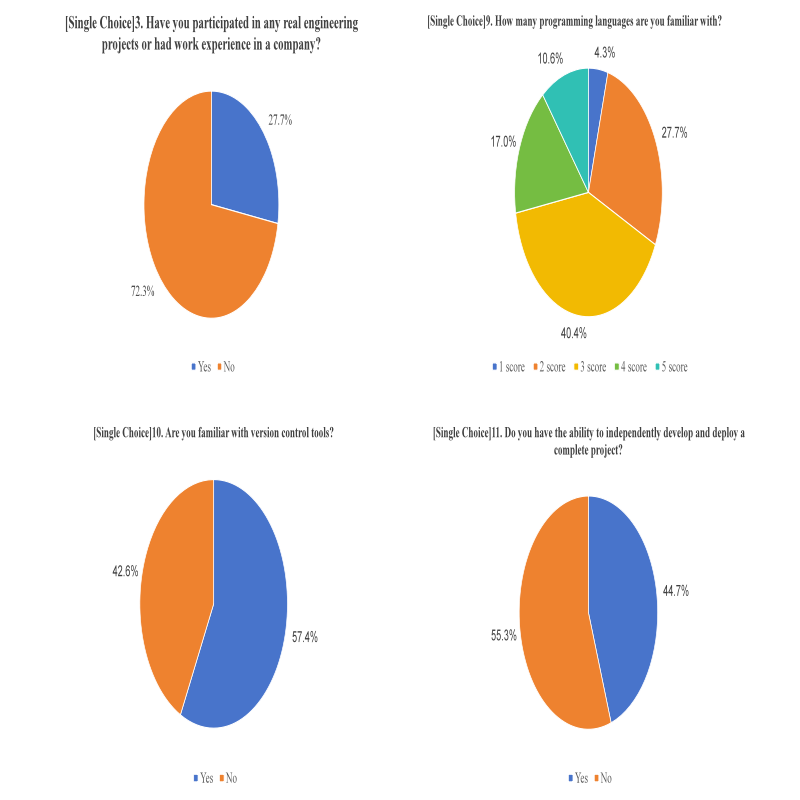 [Single Choice]3. Have you participated in any real engineering
projects or had work experience in a company?
27.7%
72.3%
Yes No
[Single Choice]9. How many programming languages are you familiar with?
4.3%
10.6%
27.7%
17.0%
40.4%
1 score 2 score 3 score 4 score 5 score
[Single Choice]10. Are you familiar with version control tools?
42.6%
57.4%
Yes No
[Single Choice]11. Do you have the ability to independently develop and deploy a
complete project?
44.7%
55.3%
Yes No